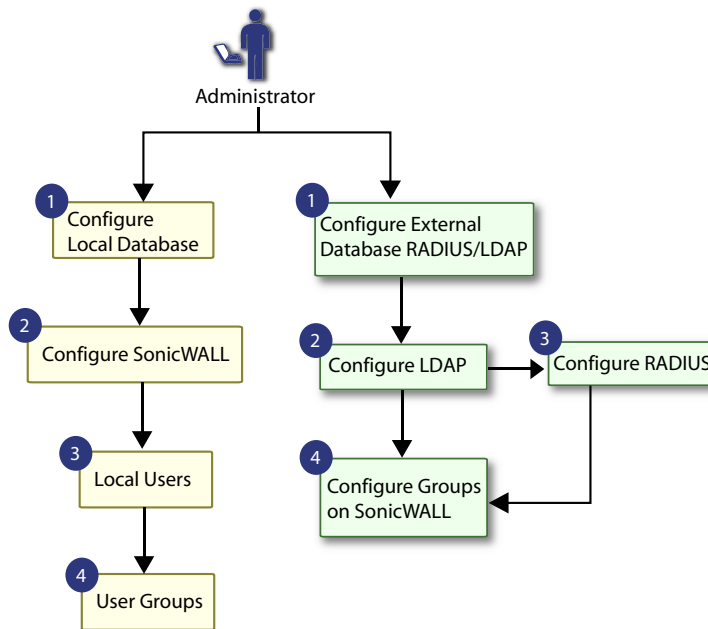 Administrator
1
Configure
Local Database
2
Configure SonicWALL
3
Local Users
4
User Groups
1
Configure External
Database RADIUS/LDAP
2
Configure LDAP
3
Configure RADIUS
4
Configure Groups
on SonicWALL